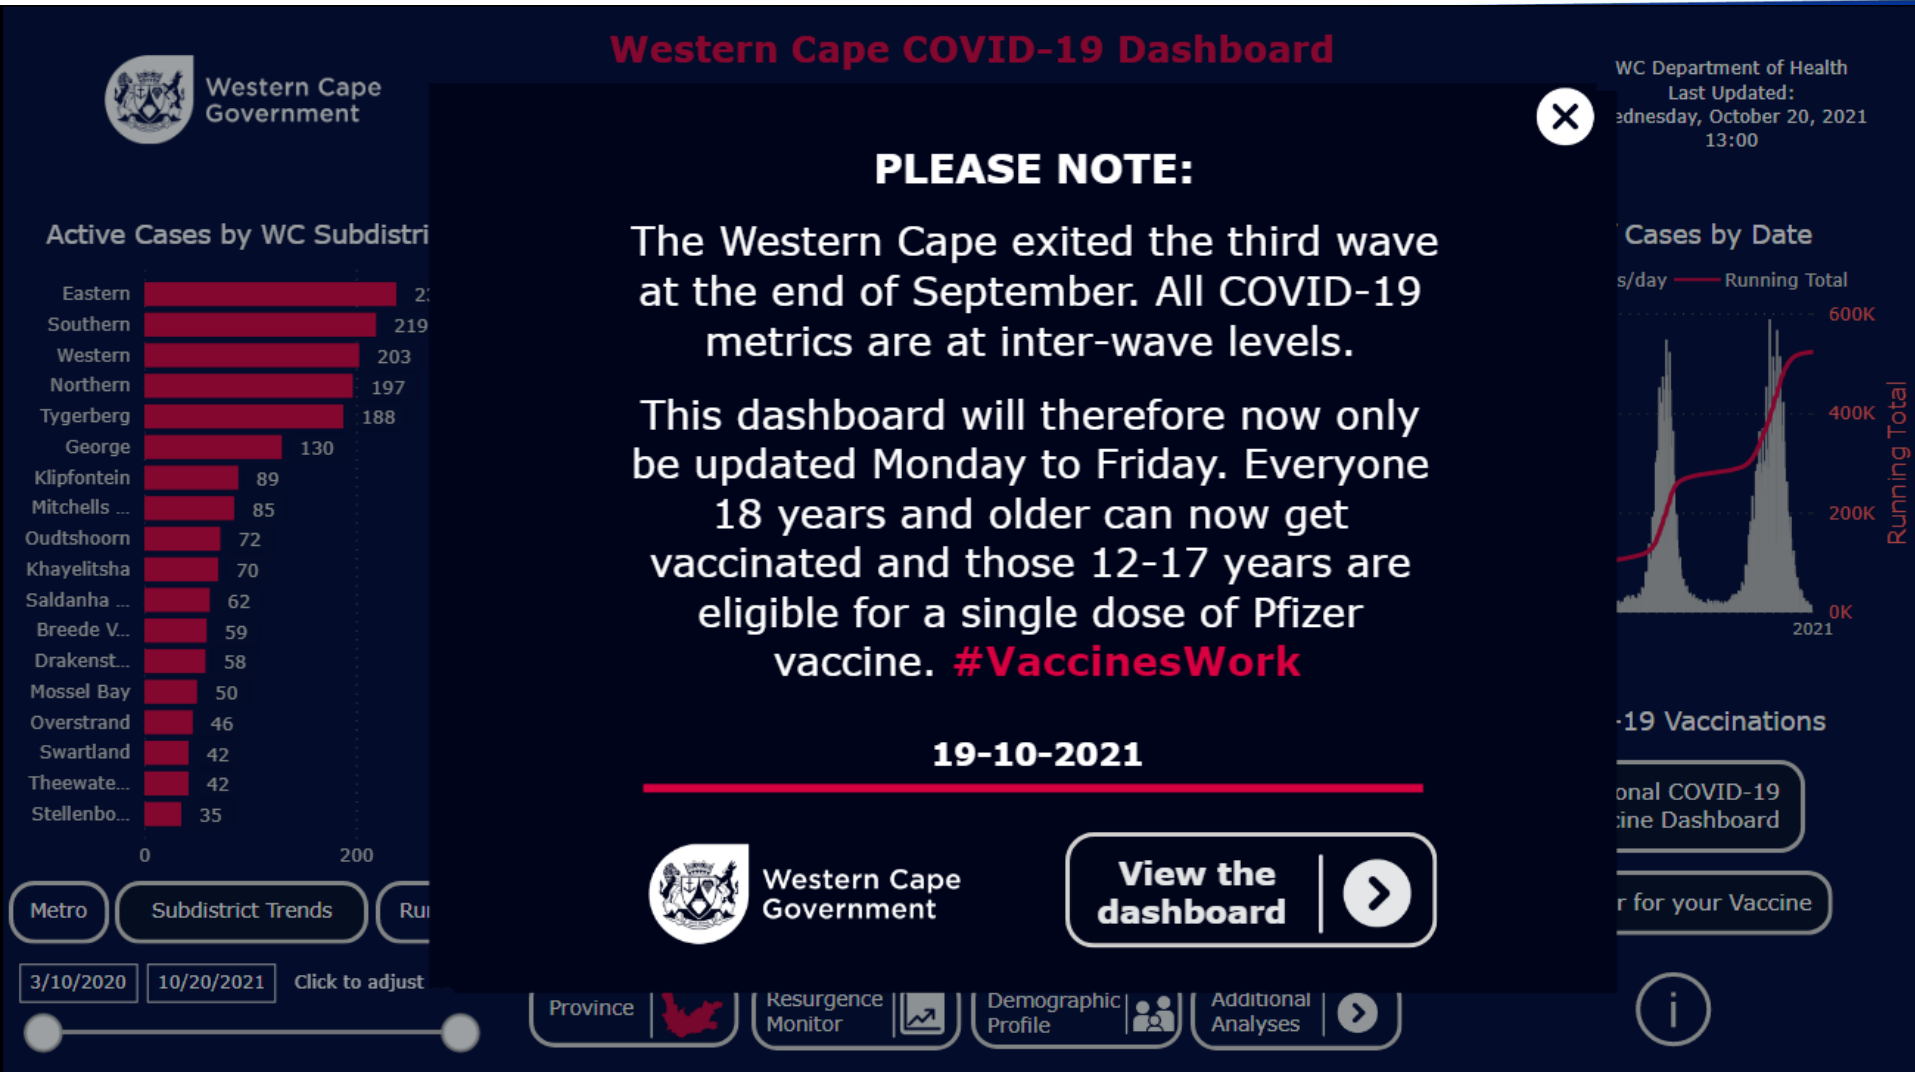 Western Cape COVID-19 Dashboard
Western Cape
Government
WC Department of Health
Last Updated:
ednesday, October 20, 2021
13:00
PLEASE NOTE:
The Western Cape exited the third wave
at the end of September. All COVID-19
metrics are at inter-wave levels.
This dashboard will therefore now only
be updated Monday to Friday. Everyone
18 years and older can now get
vaccinated and those 12-17 years are
eligible for a single dose of Pfizer
vaccine. #VaccinesWork
19-10-2021
Western Cape
Government
View the
dashboard
Active Cases by WC Subdistri
Eastern
Southern 219
Western 203
Northern 197
Tygerberg 188
George 130
Klipfontein 89
Mitchells ... 85
Oudtshoorn 72
Khayelitsha 70
Saldanha ... 62
Breede V... 59
Drakenst... 58
Mossel Bay 50
Overstrand 46
Swartland 42
Theewate... 42
Stellenbo... 35
0 200
Metro
Subdistrict Trends
Ru
3/10/2020 10/20/2021 Click to adjust
Province
Resurgence
Monitor
Demographic
Profile
Additional
Analyses
Cases by Date
s/day Running Total
600K
400K
200K
0K
Running Total
2021
-19 Vaccinations
onal COVID-19
cine Dashboard
r for your Vaccine
i